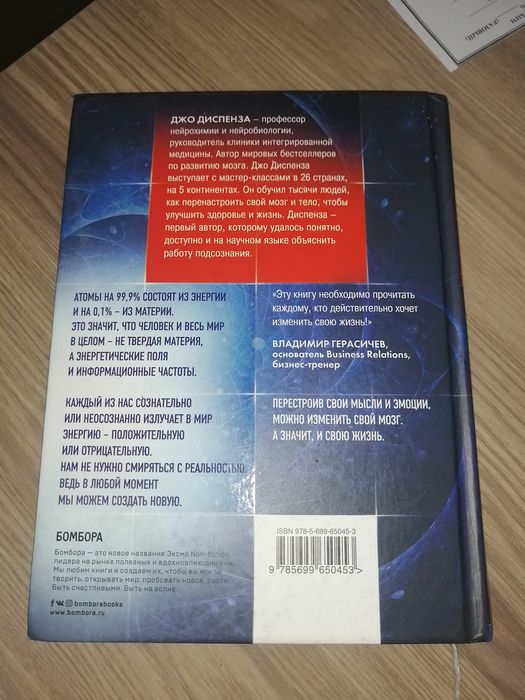 ДЖО ДИСПЕНЗА – профессор
нейрохимии и нейробиологии,
руководитель клиники интегрированной
медицины. Автор мировых бестселлеров
по развитию мозга. Джо Диспенза
выступает с мастер-классами в 26 странах,
на 5 континентах. Он обучил тысячи людей,
как перенастроить свой мозг и тело, чтобы
улучшить здоровье и жизнь. Диспенза –
первый автор, которому удалось понятно,
доступно и на научном языке объяснить
работу подсознания.
АТОМЫ НА 99,9% СОСТОЯТ ИЗ ЭНЕРГИИ
И НА 0,1% – ИЗ МАТЕРИИ.
ЭТО ЗНАЧИТ, ЧТО ЧЕЛОВЕК И ВЕСЬ МИР
В ЦЕЛОМ – НЕ ТВЕРДАЯ МАТЕРИЯ,
А ЭНЕРГЕТИЧЕСКИЕ ПОЛЯ
И ИНФОРМАЦИОННЫЕ ЧАСТОТЫ.
«Эту книгу необходимо прочитать
каждому, кто действительно хочет
изменить свою жизнь!»
ВЛАДИМИР ГЕРАСИЧЕВ,
основатель Business Relations,
бизнес-тренер
КАЖДЫЙ ИЗ НАС СОЗНАТЕЛЬНО
ИЛИ НЕОСОЗНАННО ИЗЛУЧАЕТ В МИР
ЭНЕРГИЮ – ПОЛОЖИТЕЛЬНУЮ
ИЛИ ОТРИЦАТЕЛЬНУЮ.
НАМ НЕ НУЖНО СМИРЯТЬСЯ С РЕАЛЬНОСТЬЮ,
ВЕДЬ В ЛЮБОЙ МОМЕНТ
МЫ МОЖЕМ СОЗДАТЬ НОВУЮ.
ПЕРЕСТРОИВ СВОИ МЫСЛИ И ЭМОЦИИ,
МОЖНО ИЗМЕНИТЬ СВОЙ МОЗГ.
А ЗНАЧИТ, И СВОЮ ЖИЗНЬ.
БОМБОРА
Бомбора — это новое название Эксмо Non-fiction,
лидера на рынке полезных и вдохновляющих книг.
Мы любим книги и создаем их, чтобы вы могли
творить, открывать мир, пробовать новое, расти.
Быть счастливыми. Быть на волне.
bomborabooks
www.bombora.ru
ISBN 978-5-699-65045-3
9 785699 650453 >